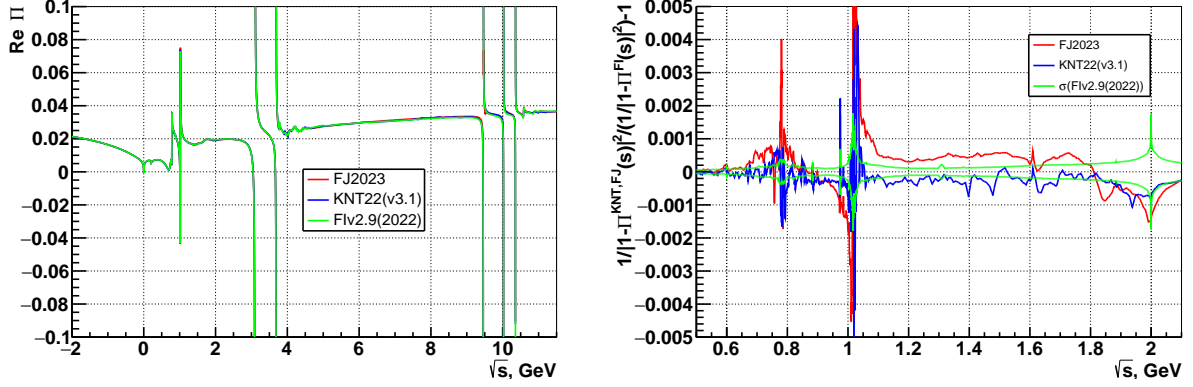 Re Π
0.1
0.08
0.06
0.04
0.02
0
−0.02
−0.04
−0.06
−0.08
−0.1
−2 0 2 4 6 8 10
√s, GeV
FJ2023
KNT22(v3.1)
FIv2.9(2022)
1/|1-Π^KNT,FJ(s)|²/(1/|1-Π^FI(s)|²)-1
0.005
0.004
0.003
0.002
0.001
0
−0.001
−0.002
−0.003
−0.004
−0.005
0.6 0.8 1 1.2 1.4 1.6 1.8 2
√s, GeV
FJ2023
KNT22(v3.1)
σ(FIv2.9(2022))